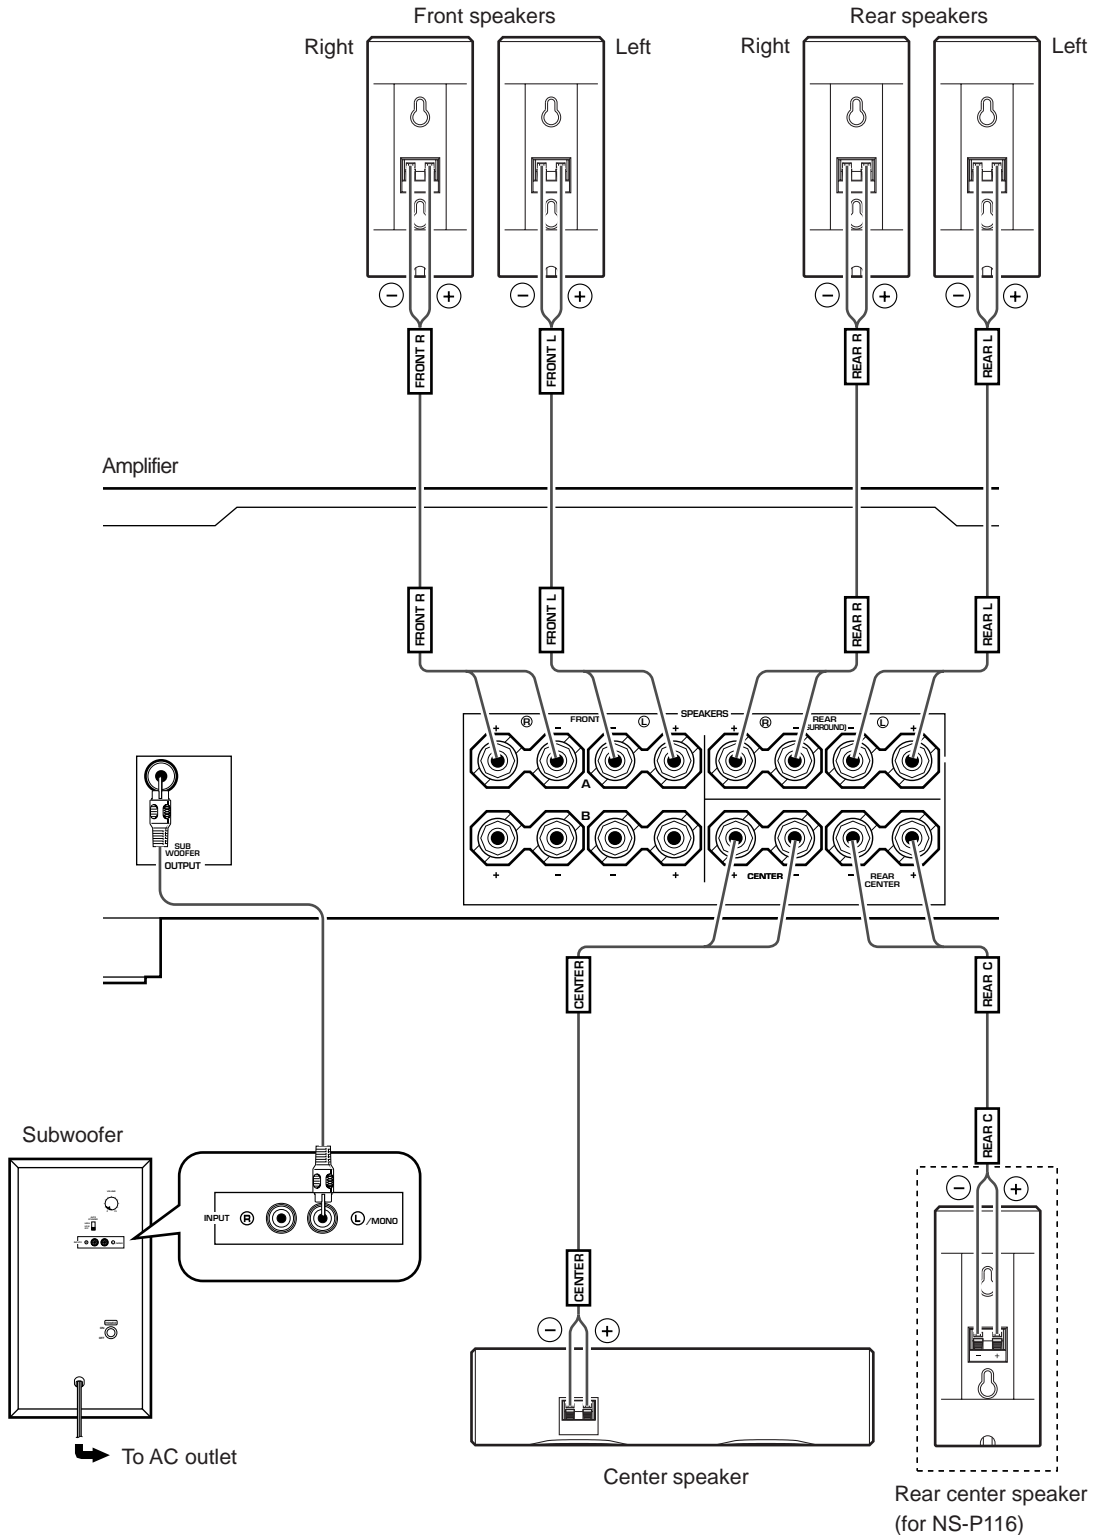 Front speakers
Rear speakers
Right
Left
Right
Left
− +
− +
− +
− +
FRONT R
FRONT L
REAR R
REAR L
Amplifier
FRONT R
FRONT L
REAR R
REAR L
SPEAKERS
+ R − FRONT − L +
+ R − REAR (SURROUND) − L +
A
B
+ − − +
+ CENTER − − REAR CENTER +
SUB
WOOFER
OUTPUT
CENTER
REAR C
REAR C
Subwoofer
INPUT R L /MONO
CENTER
− +
− +
− +
To AC outlet
Center speaker
Rear center speaker
(for NS-P116)